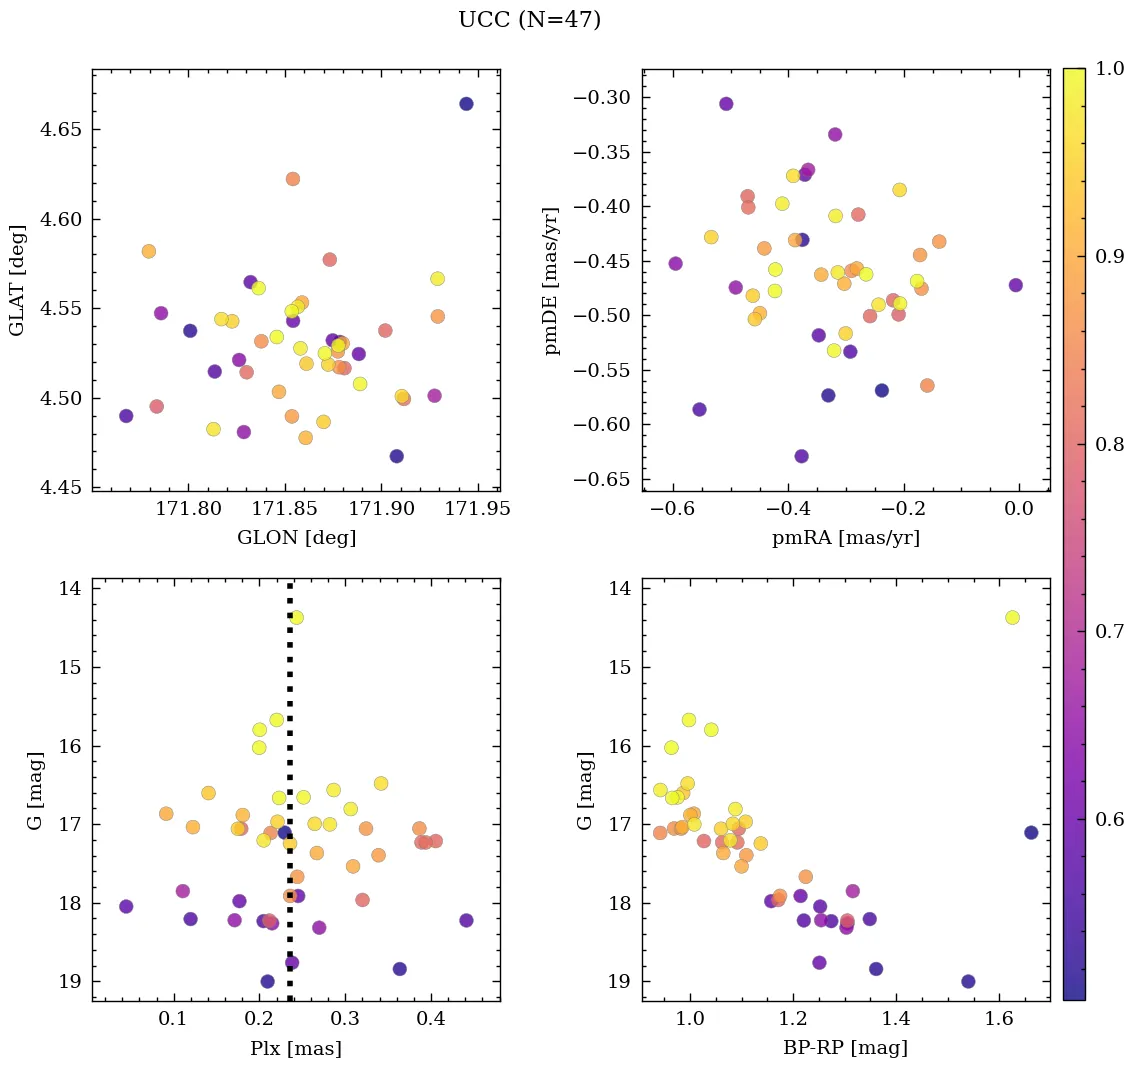 UCC (N=47)
4.65
4.60
4.55
4.50
4.45
GLAT [deg]
171.80 171.85 171.90 171.95
GLON [deg]
−0.30
−0.35
−0.40
−0.45
−0.50
−0.55
−0.60
−0.65
pmDE [mas/yr]
−0.6 −0.4 −0.2 0.0
pmRA [mas/yr]
1.0
0.9
0.8
0.7
0.6
14
15
16
17
18
19
G [mag]
0.1 0.2 0.3 0.4
Plx [mas]
14
15
16
17
18
19
G [mag]
1.0 1.2 1.4 1.6
BP-RP [mag]